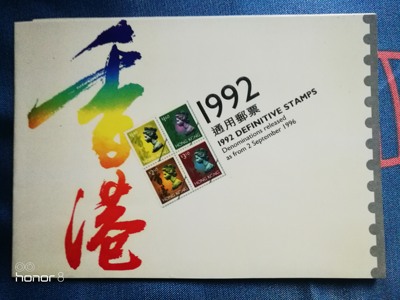 香港
1992
通用郵票
1992 DEFINITIVE STAMPS
Denominations released
as from 2 September 1996
honor 8